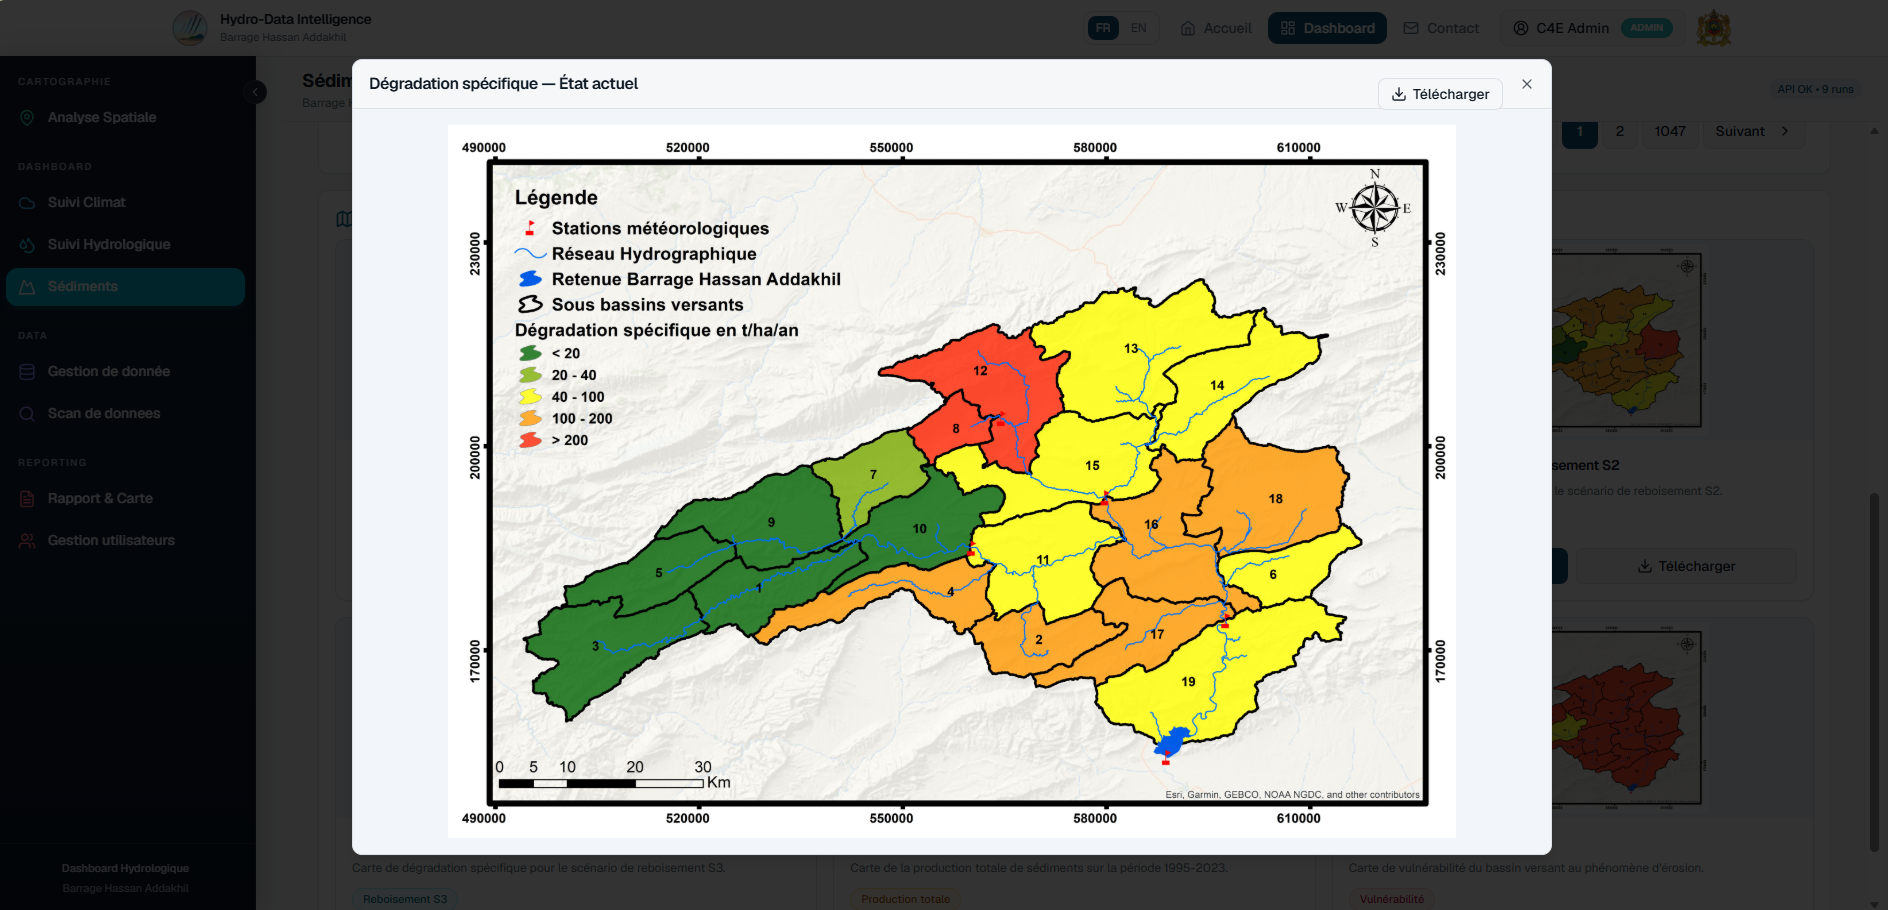 Hydro-Data Intelligence
Barrage Hassan Addakhil
FR EN
Accueil
Dashboard
Contact
C4E Admin
ADMIN
CARTOGRAPHIE
Analyse Spatiale
DASHBOARD
Suivi Climat
Suivi Hydrologique
Sédiments
DATA
Gestion de donnée
Scan de donnees
REPORTING
Rapport & Carte
Gestion utilisateurs
Dashboard Hydrologique
Barrage Hassan Addakhil
API OK • 9 runs
1 2 1047 Suivant
Dégradation spécifique — État actuel
Télécharger
490000 520000 550000 580000 610000
230000
200000
170000
230000
200000
170000
Légende
Stations météorologiques
Réseau Hydrographique
Retenue Barrage Hassan Addakhil
Sous bassins versants
Dégradation spécifique en t/ha/an
< 20
20 - 40
40 - 100
100 - 200
> 200
N
W E
S
13
12
14
8
15
7
18
9
16
10
11
5
6
1
4
17
2
3
19
0 5 10 20 30
Km
Esri, Garmin, GEBCO, NOAA NGDC, and other contributors
490000 520000 550000 580000 610000
sement S2
le scénario de reboisement S2.
Télécharger
Carte de dégradation spécifique pour le scénario de reboisement S3.
Reboisement S3
Carte de la production totale de sédiments sur la période 1995-2023.
Production totale
Carte de vulnérabilité du bassin versant au phénomène d'érosion.
Vulnérabilité